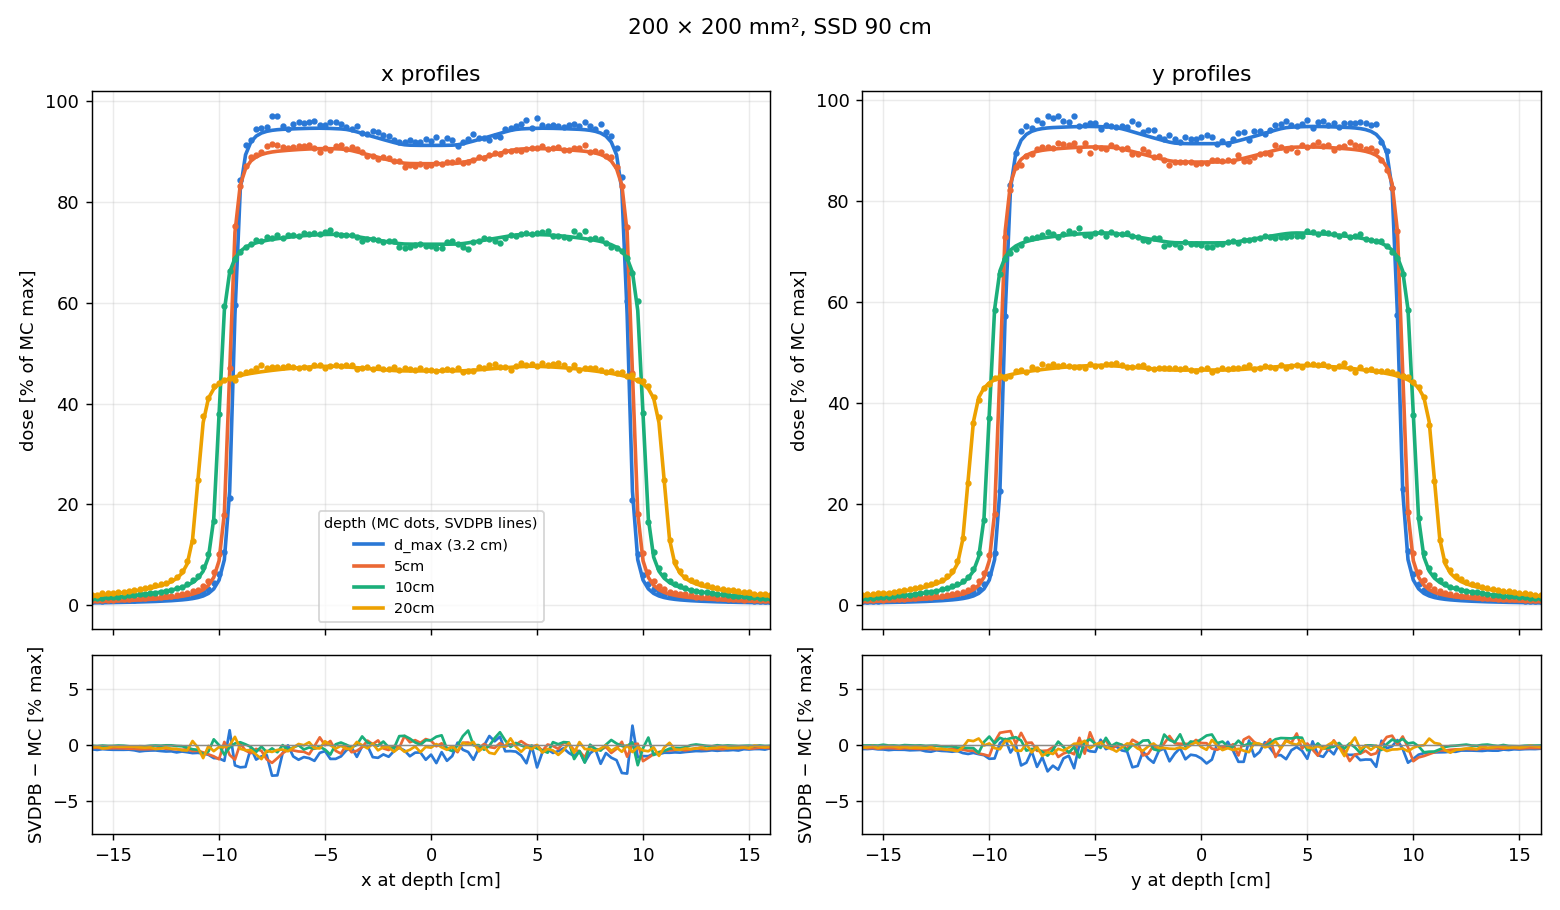 200 × 200 mm², SSD 90 cm
x profiles
y profiles
dose [% of MC max]
100
80
60
40
20
0
depth (MC dots, SVDPB lines)
d_max (3.2 cm)
5cm
10cm
20cm
dose [% of MC max]
100
80
60
40
20
0
SVDPB − MC [% max]
5
0
−5
−15
−10
−5
0
5
10
15
x at depth [cm]
SVDPB − MC [% max]
5
0
−5
−15
−10
−5
0
5
10
15
y at depth [cm]